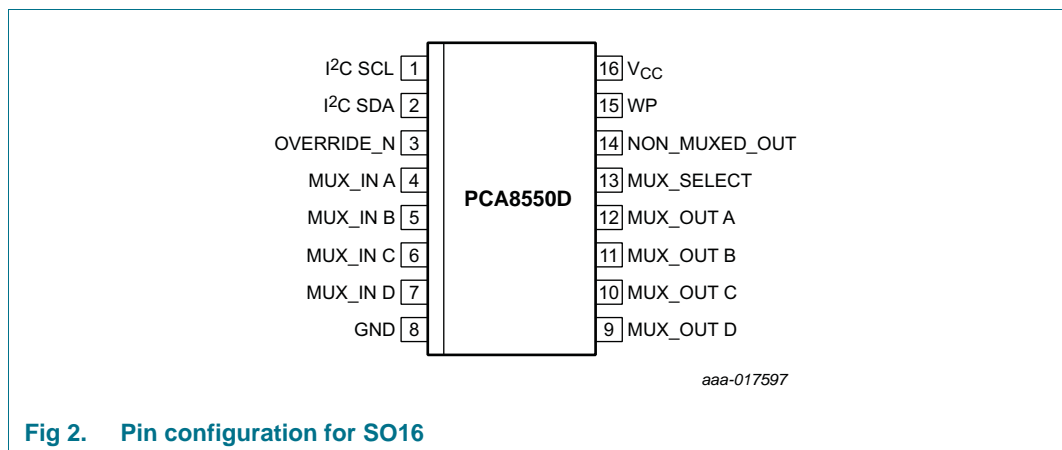 I²C SCL 1
I²C SDA 2
OVERRIDE_N 3
MUX_IN A 4
MUX_IN B 5
MUX_IN C 6
MUX_IN D 7
GND 8
PCA8550D
16 VCC
15 WP
14 NON_MUXED_OUT
13 MUX_SELECT
12 MUX_OUT A
11 MUX_OUT B
10 MUX_OUT C
9 MUX_OUT D
aaa-017597
Fig 2. Pin configuration for SO16